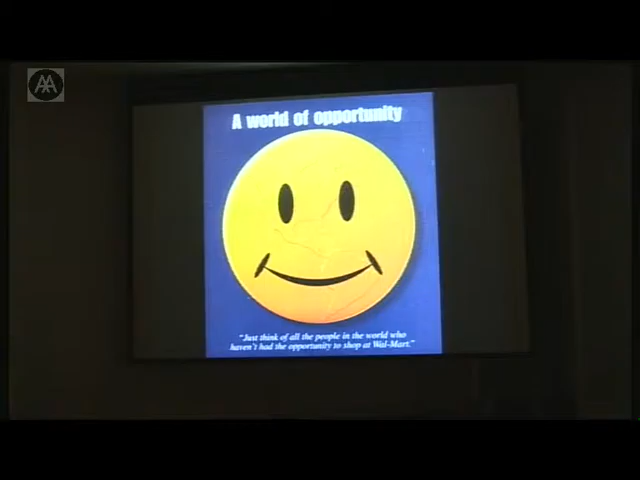 AA
A world of opportunity
"Just think of all the people in the world who
haven't had the opportunity to shop at Wal-Mart."